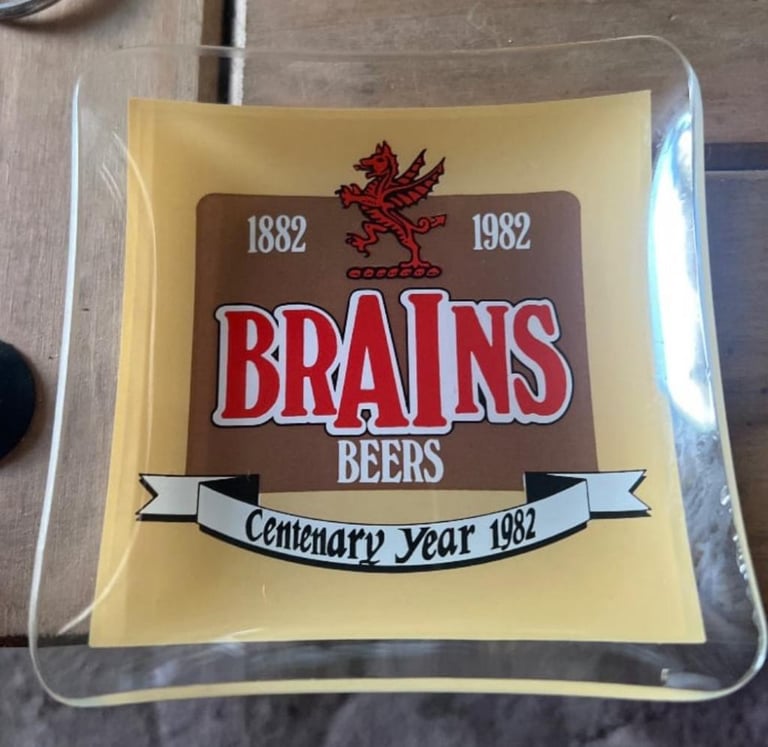 1882 1982
BRAINS
BEERS
Centenary Year 1982